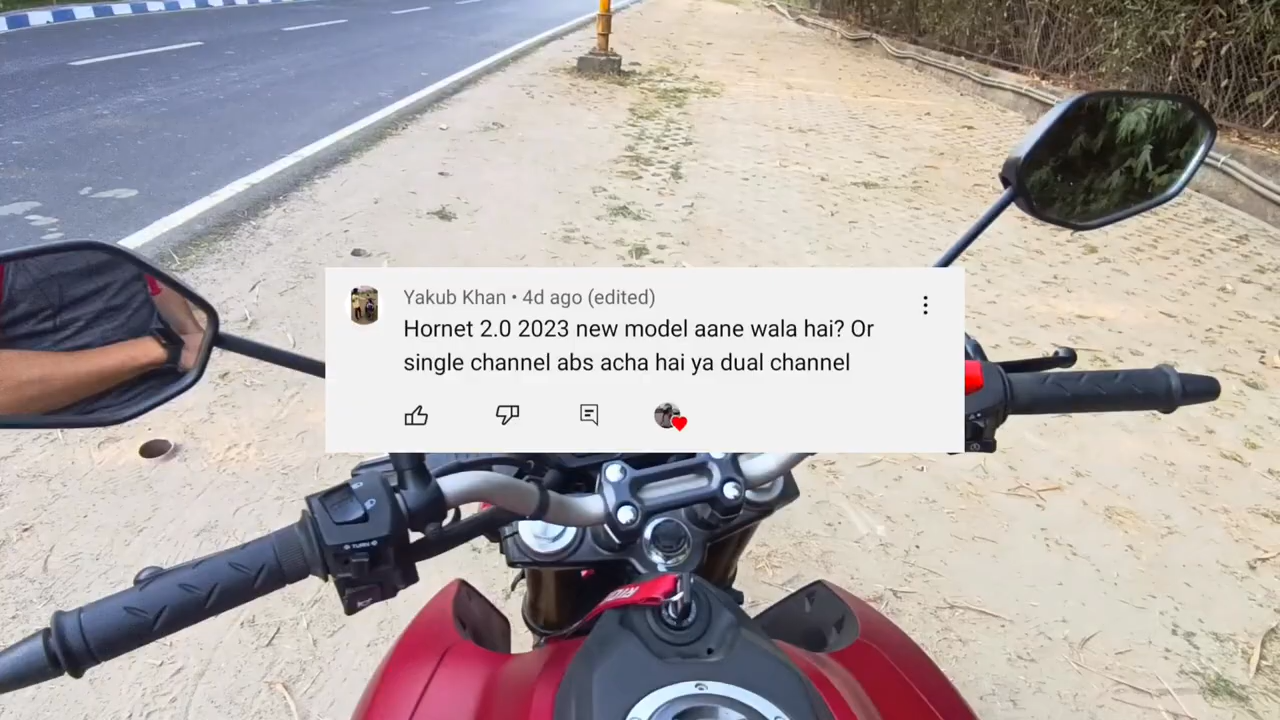 Yakub Khan • 4d ago (edited)
Hornet 2.0 2023 new model aane wala hai? Or
single channel abs acha hai ya dual channel
TURN